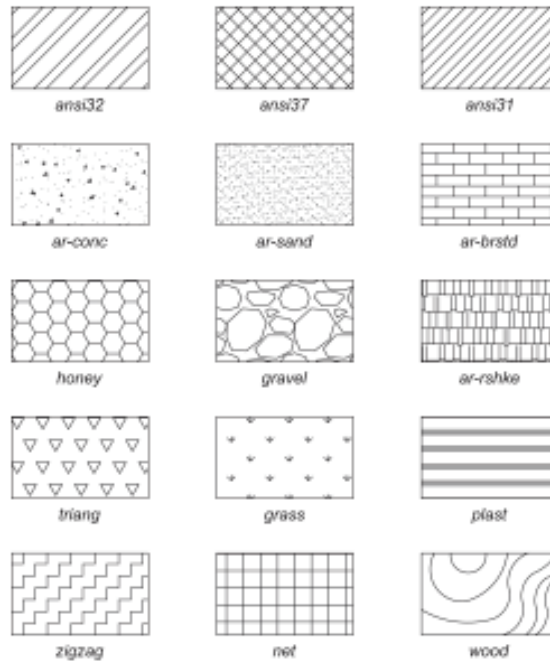 ansi32 ansi37 ansi31
ar-conc ar-sand ar-brstd
honey gravel ar-rshke
triang grass plast
zigzag net wood